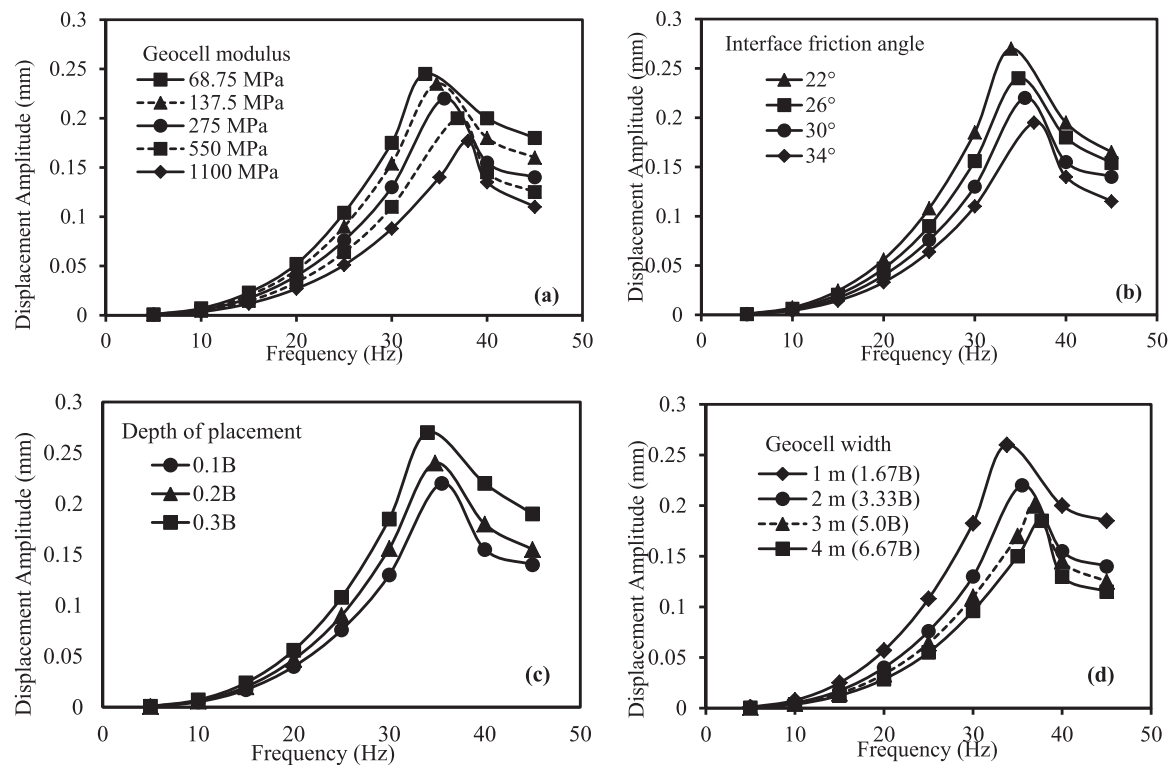 0.3
0.25
0.2
0.15
0.1
0.05
0
Displacement Amplitude (mm)
Geocell modulus
68.75 MPa
137.5 MPa
275 MPa
550 MPa
1100 MPa
(a)
0 10 20 30 40 50
Frequency (Hz)
0.3
0.25
0.2
0.15
0.1
0.05
0
Displacement Amplitude (mm)
Interface friction angle
22°
26°
30°
34°
(b)
0 10 20 30 40 50
Frequency (Hz)
0.3
0.25
0.2
0.15
0.1
0.05
0
Displacement Amplitude (mm)
Depth of placement
0.1B
0.2B
0.3B
(c)
0 10 20 30 40 50
Frequency (Hz)
0.3
0.25
0.2
0.15
0.1
0.05
0
Displacement Amplitude (mm)
Geocell width
1 m (1.67B)
2 m (3.33B)
3 m (5.0B)
4 m (6.67B)
(d)
0 10 20 30 40 50
Frequency (Hz)